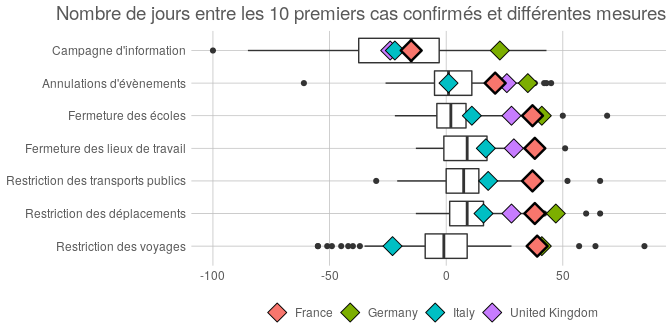 Nombre de jours entre les 10 premiers cas confirmés et différentes mesures
Campagne d'information
Annulations d'évènements
Fermeture des écoles
Fermeture des lieux de travail
Restriction des transports publics
Restriction des déplacements
Restriction des voyages
-100 -50 0 50
France Germany Italy United Kingdom